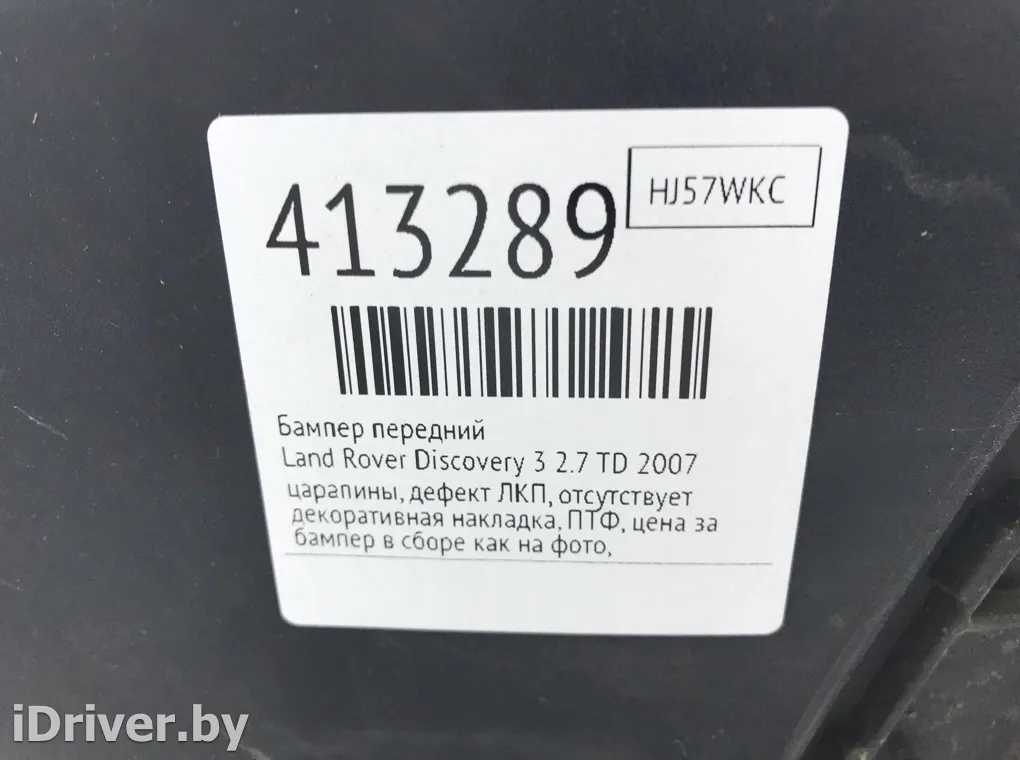 413289
HJ57WKC
Бампер передний
Land Rover Discovery 3 2.7 TD 2007
царапины, дефект ЛКП, отсутствует
декоративная накладка, ПТФ, цена за
бампер в сборе как на фото,
iDriver.by